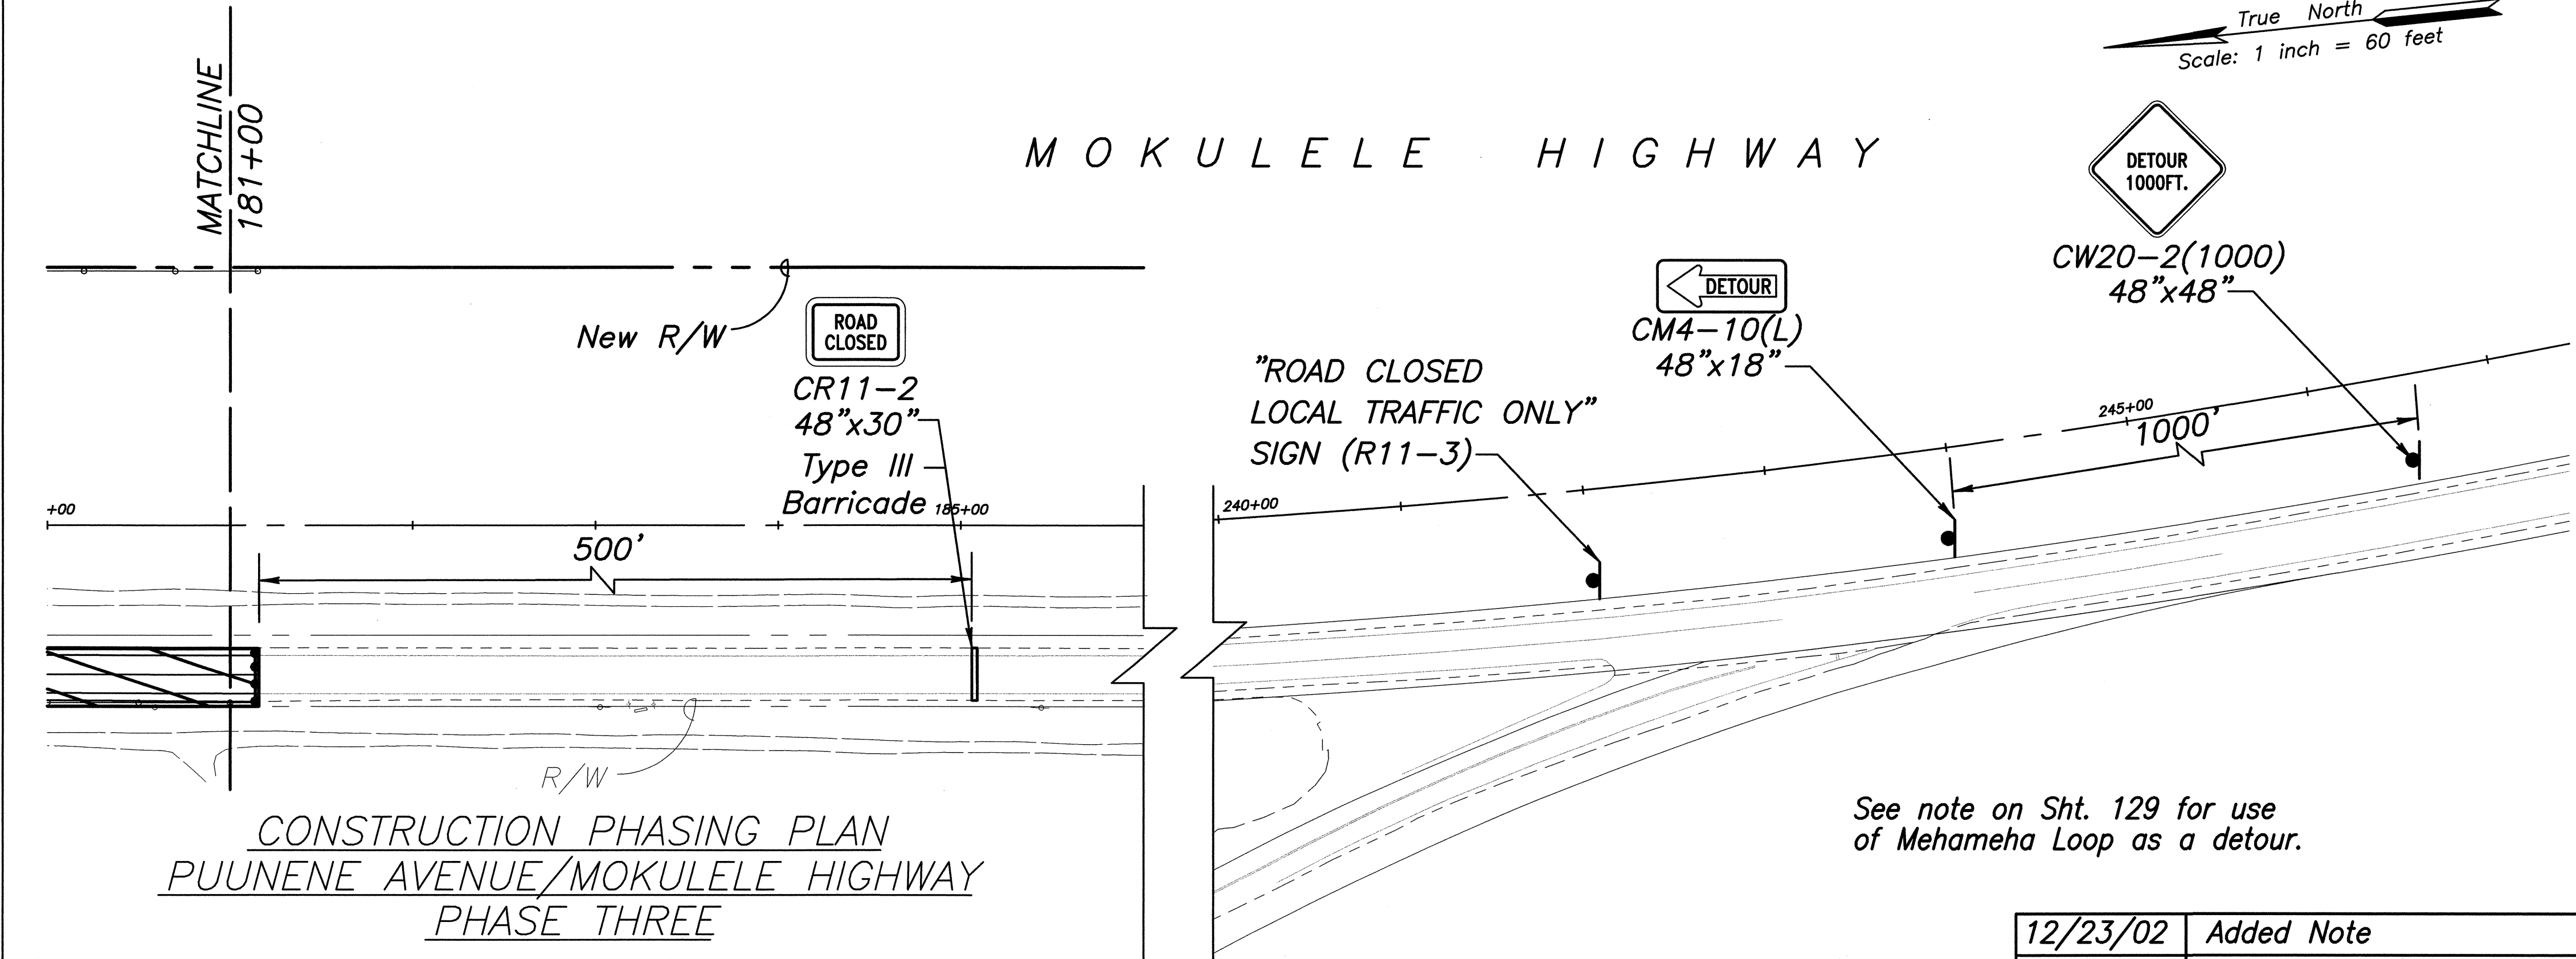 True North
Scale: 1 inch = 60 feet
MATCHLINE
181+00
MOKULELE HIGHWAY
DETOUR
1000FT.
CW20-2(1000)
48"x48"
DETOUR
CM4-10(L)
48"x18"
New R/W
ROAD
CLOSED
CR11-2
48"x30"
Type III
Barricade
"ROAD CLOSED
LOCAL TRAFFIC ONLY"
SIGN (R11-3)
245+00
1000'
+00
185+00
240+00
500'
R/W
See note on Sht. 129 for use
of Mehameha Loop as a detour.
CONSTRUCTION PHASING PLAN
PUUNENE AVENUE/MOKULELE HIGHWAY
PHASE THREE
12/23/02 Added Note